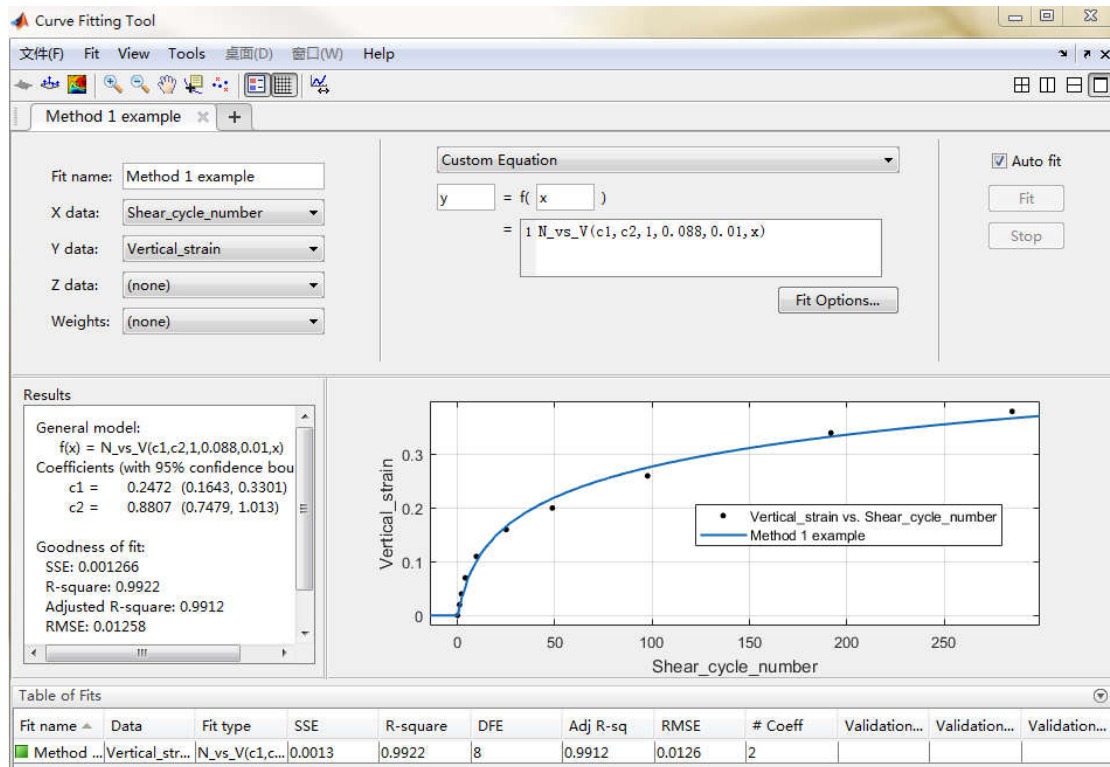 Curve Fitting Tool
文件(F) Fit View Tools 桌面(D) 窗口(W) Help
Method 1 example
Fit name: Method 1 example
X data: Shear_cycle_number
Y data: Vertical_strain
Z data: (none)
Weights: (none)
Custom Equation
y = f( x )
= 1 N_vs_V(c1,c2,1,0.088,0.01,x)
Fit Options...
Auto fit
Fit
Stop
Results
General model:
f(x) = N_vs_V(c1,c2,1,0.088,0.01,x)
Coefficients (with 95% confidence bou
c1 = 0.2472 (0.1643, 0.3301)
c2 = 0.8807 (0.7479, 1.013)
Goodness of fit:
SSE: 0.001266
R-square: 0.9922
Adjusted R-square: 0.9912
RMSE: 0.01258
Vertical_strain
0.3
0.2
0.1
0
0 50 100 150 200 250
Shear_cycle_number
Vertical_strain vs. Shear_cycle_number
Method 1 example
Table of Fits
Fit name Data Fit type SSE R-square DFE Adj R-sq RMSE # Coeff Validation... Validation... Validation...
Method ... Vertical_str... N_vs_V(c1,c... 0.0013 0.9922 8 0.9912 0.0126 2